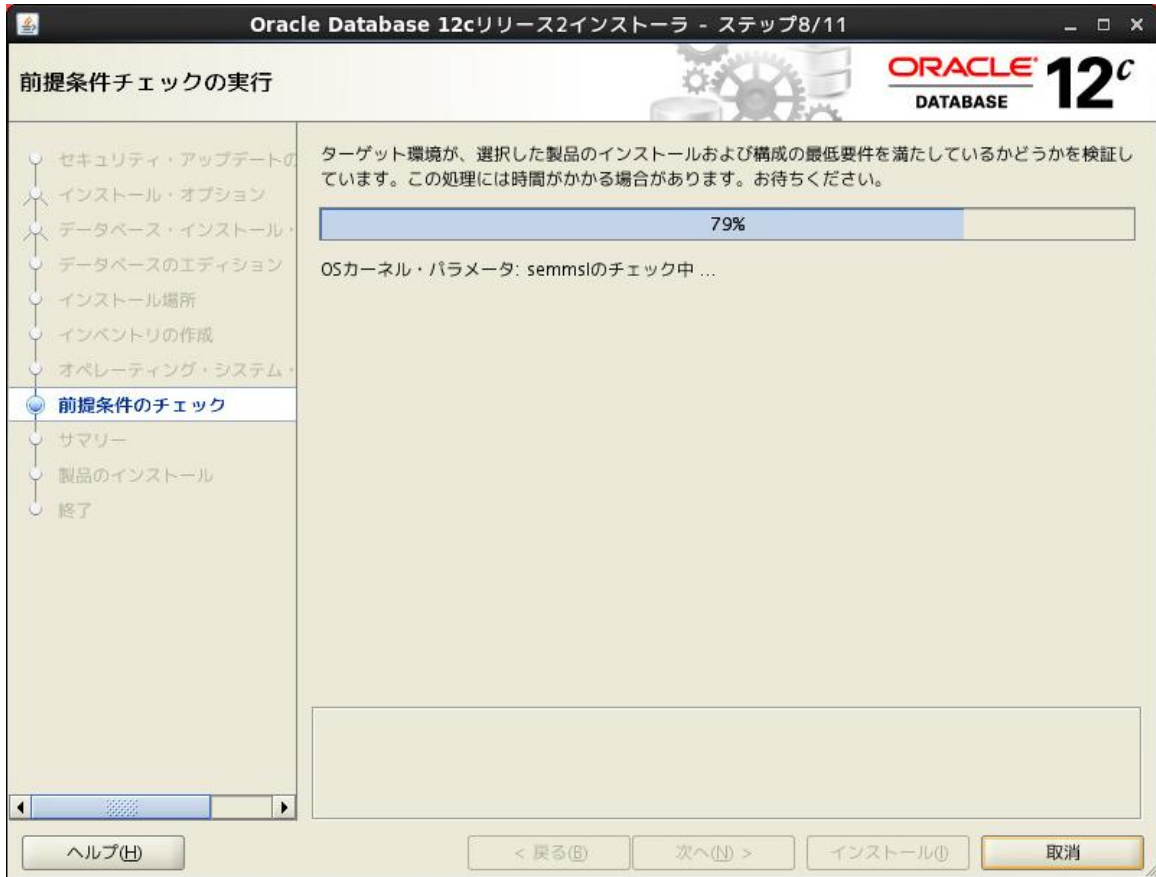 Oracle Database 12cリリース2インストーラ - ステップ8/11
前提条件チェックの実行
ORACLE
DATABASE
12c
セキュリティ・アップデートの
インストール・オプション
データベース・インストール・
データベースのエディション
インストール場所
インベントリの作成
オペレーティング・システム・
前提条件のチェック
サマリー
製品のインストール
終了
ターゲット環境が、選択した製品のインストールおよび構成の最低要件を満たしているかどうかを検証し
ています。この処理には時間がかかる場合があります。お待ちください。
79%
OSカーネル・パラメータ: semmslのチェック中 ...
ヘルプ(H)
< 戻る(B)
次へ(N) >
インストール(I)
取消